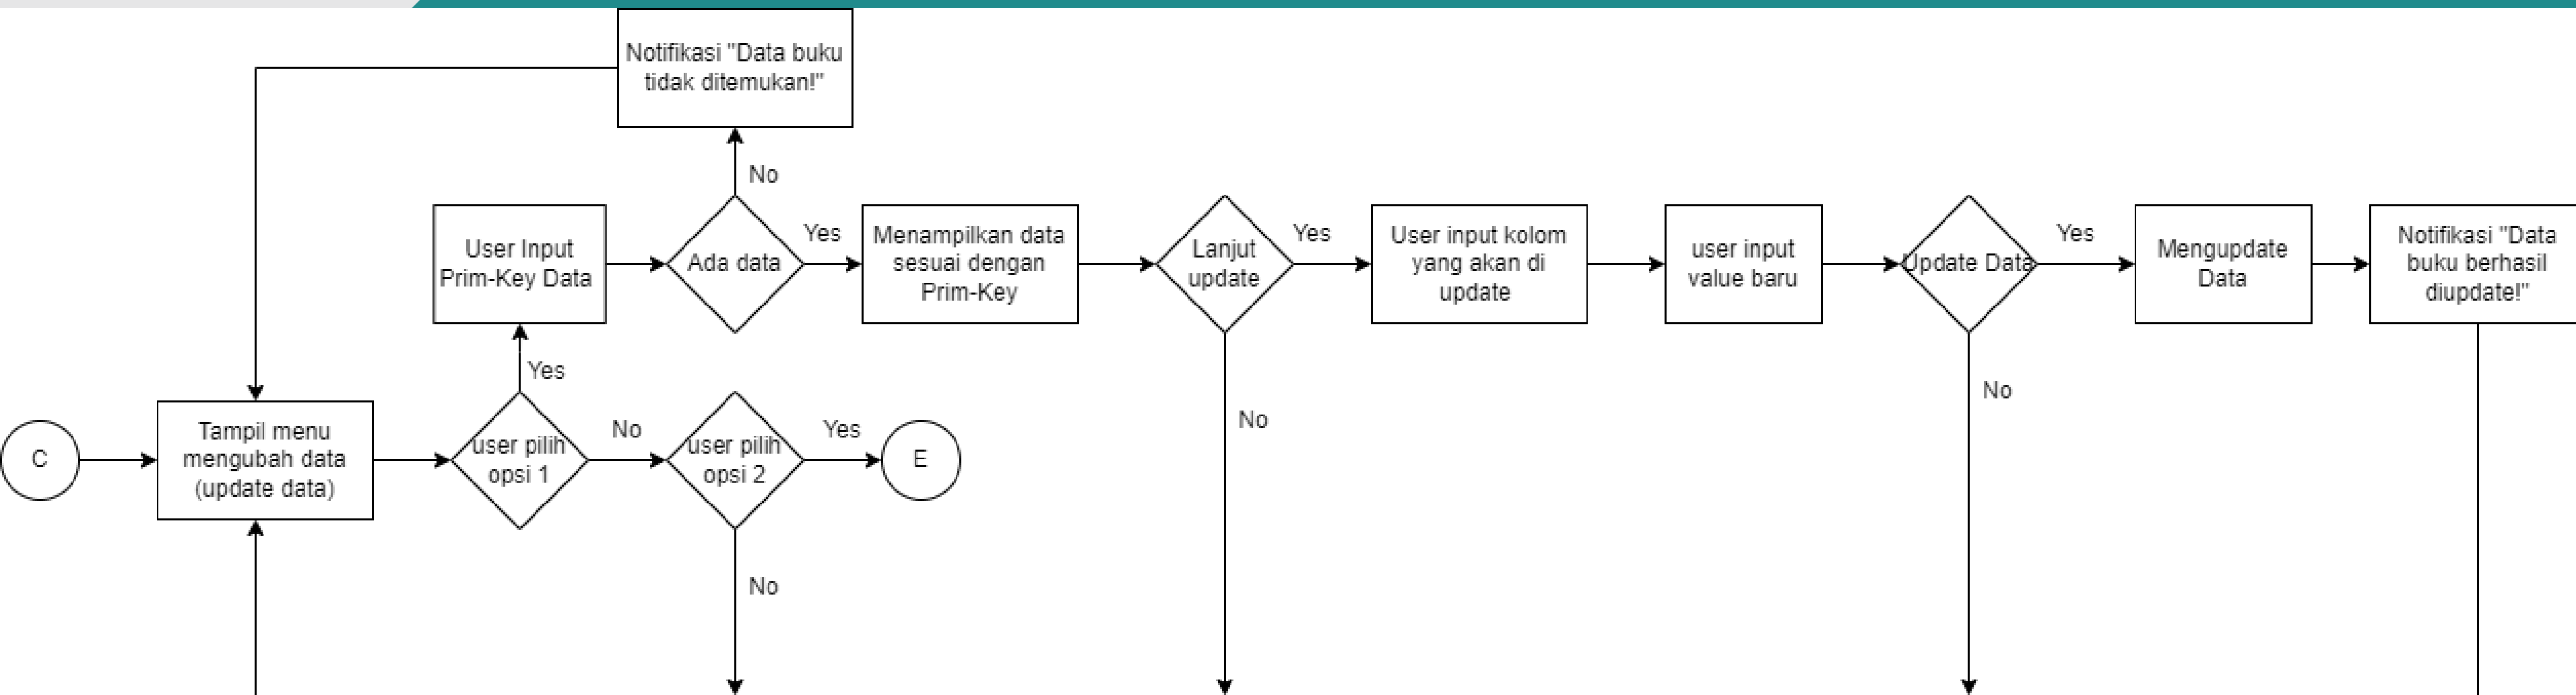 Notifikasi "Data buku
tidak ditemukan!"
No
User Input
Prim-Key Data
Ada data
Yes
Menampilkan data
sesuai dengan
Prim-Key
Lanjut
update
Yes
User input kolom
yang akan di
update
user input
value baru
Update Data
Yes
Mengupdate
Data
Notifikasi "Data
buku berhasil
diupdate!"
Yes
No
No
C
Tampil menu
mengubah data
(update data)
user pilih
opsi 1
No
user pilih
opsi 2
Yes
E
No